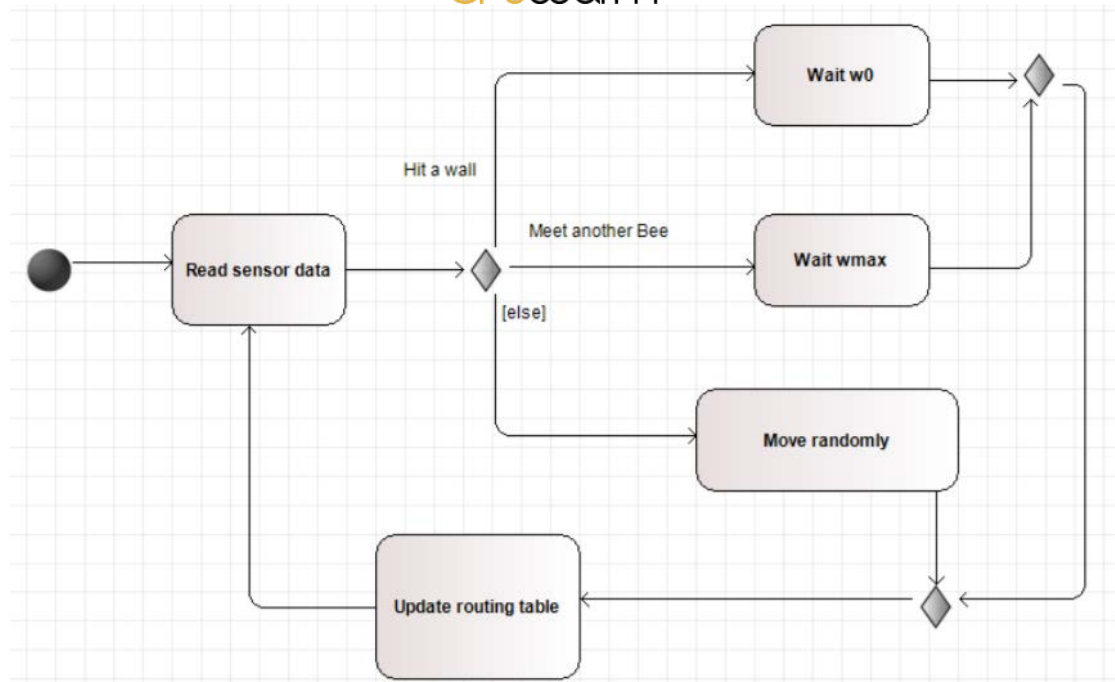 Wait w0
Hit a wall
Meet another Bee
Read sensor data
Wait wmax
[else]
Move randomly
Update routing table